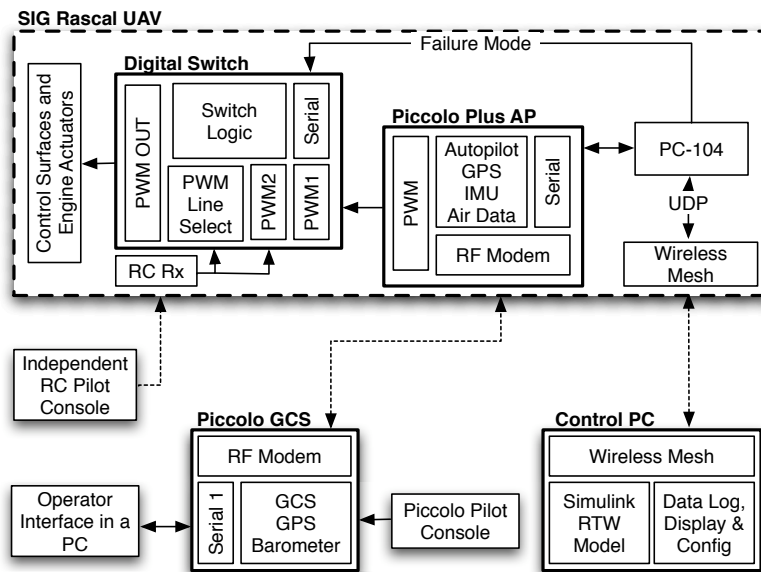 SIG Rascal UAV
Failure Mode
Digital Switch
Control Surfaces and
Engine Actuators
PWM OUT
Switch
Logic
Serial
PWM
Line
Select
PWM2
PWM1
RC Rx
Piccolo Plus AP
PWM
Autopilot
GPS
IMU
Air Data
Serial
RF Modem
PC-104
UDP
Wireless
Mesh
Independent
RC Pilot
Console
Piccolo GCS
RF Modem
Serial 1
GCS
GPS
Barometer
Operator
Interface in a
PC
Piccolo Pilot
Console
Control PC
Wireless Mesh
Simulink
RTW
Model
Data Log,
Display &
Config